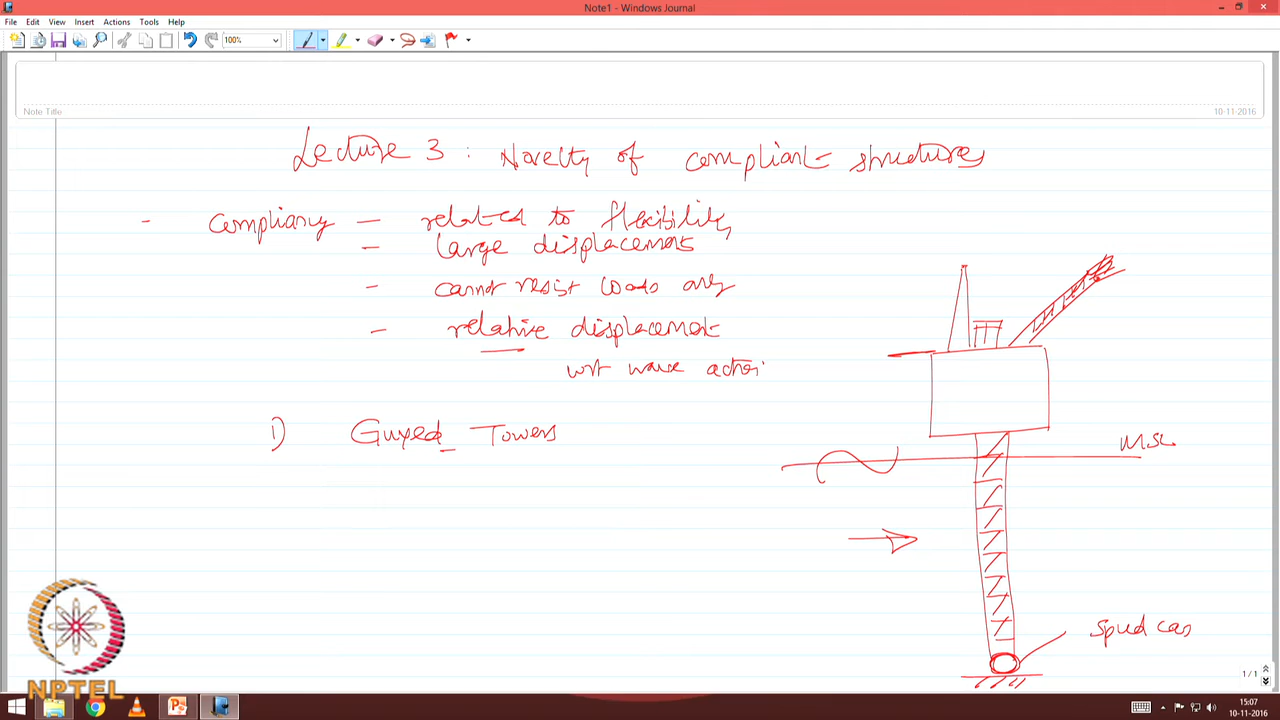 Note1 - Windows Journal
File Edit View Insert Actions Tools Help
100%
Note Title
10-11-2016
Lecture 3 : Novelty of compliant structures
- compliancy - related to flexibility
- large displacement
- cannot resist loads only
- relative displacement
wrt wave action
1) Guyed Towers
MSL
spud can
NPTEL
1/1
15:07
10-11-2016